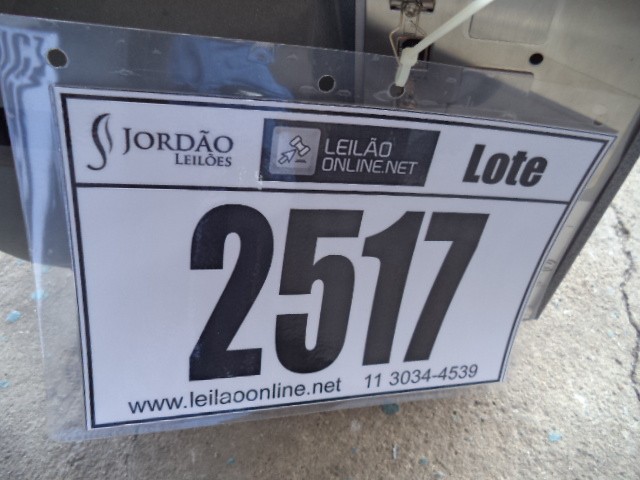 JORDÃO
LEILÕES
LEILÃO
ONLINE.NET
Lote
2517
www.leilaoonline.net 11 3034-4539